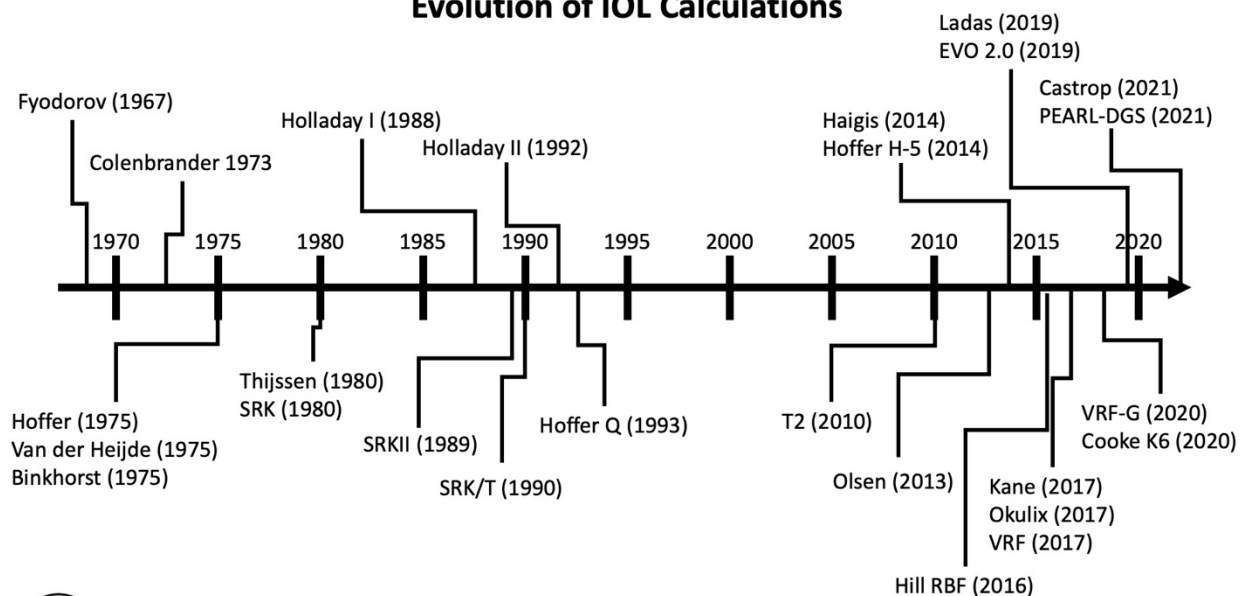 Evolution of IOL Calculations
Ladas (2019)
EVO 2.0 (2019)
Castrop (2021)
PEARL-DGS (2021)
Fyodorov (1967)
Colenbrander 1973
Holladay I (1988)
Holladay II (1992)
Haigis (2014)
Hoffer H-5 (2014)
1970
1975
1980
1985
1990
1995
2000
2005
2010
2015
2020
Hoffer (1975)
Van der Heijde (1975)
Binkhorst (1975)
Thijssen (1980)
SRK (1980)
SRKII (1989)
SRK/T (1990)
Hoffer Q (1993)
T2 (2010)
Olsen (2013)
Hill RBF (2016)
Kane (2017)
Okulix (2017)
VRF (2017)
VRF-G (2020)
Cooke K6 (2020)